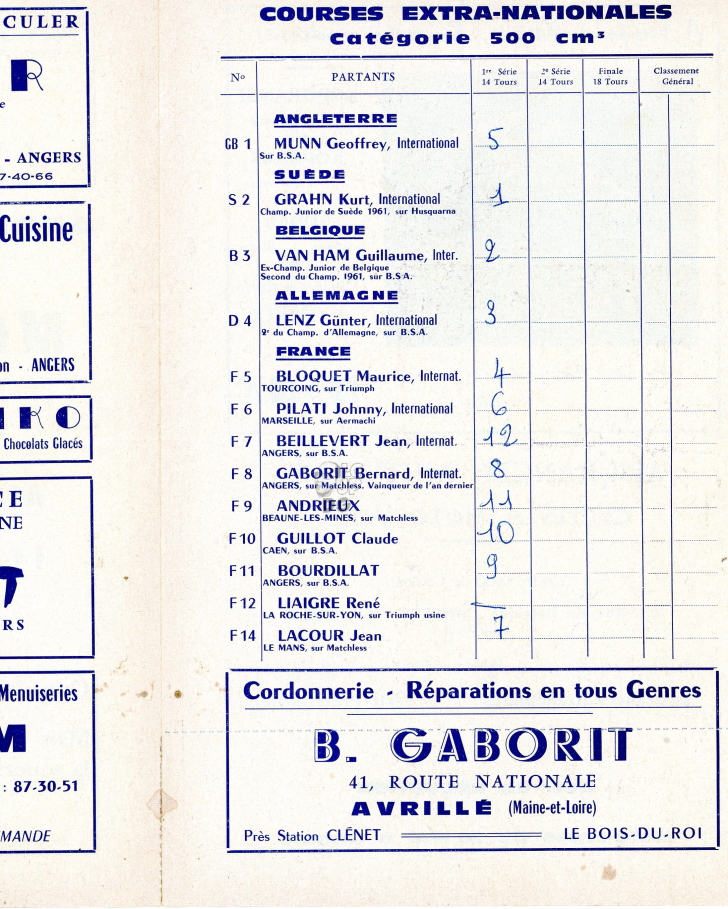 CULER
R
e
- ANGERS
7-40-66
Cuisine
on - ANGERS
IKO
Chocolats Glacés
CE
NE
T
RS
Menuiseries
M
: 87-30-51
MANDE
COURSES EXTRA-NATIONALES
Catégorie 500 cm³
No PARTANTS 1re Série 14 Tours 2e Série 14 Tours Finale 18 Tours Classement Général
ANGLETERRE
GB 1 MUNN Geoffrey, International 5
Sur B.S.A.
SUÈDE
S 2 GRAHN Kurt, International 1
Champ. Junior de Suède 1961, sur Husquarna
BELGIQUE
B 3 VAN HAM Guillaume, Inter. 2
Ex-Champ. Junior de Belgique
Second du Champ. 1961, sur B.S.A.
ALLEMAGNE
D 4 LENZ Günter, International 3
2e du Champ. d'Allemagne, sur B.S.A.
FRANCE
F 5 BLOQUET Maurice, Internat. 4
TOURCOING, sur Triumph
F 6 PILATI Johnny, International 6
MARSEILLE, sur Aermachi
F 7 BEILLEVERT Jean, Internat. 12
ANGERS, sur B.S.A.
F 8 GABORIT Bernard, Internat. 8
ANGERS, sur Matchless. Vainqueur de l'an dernier
F 9 ANDRIEUX 11
BEAUNE-LES-MINES, sur Matchless
F 10 GUILLOT Claude 10
CAEN, sur B.S.A.
F 11 BOURDILLAT 9
ANGERS, sur B.S.A.
F 12 LIAIGRE René —
LA ROCHE-SUR-YON, sur Triumph usine
F 14 LACOUR Jean 7
LE MANS, sur Matchless
Cordonnerie - Réparations en tous Genres
B. GABORIT
41, ROUTE NATIONALE
AVRILLÉ (Maine-et-Loire)
Près Station CLÉNET LE BOIS-DU-ROI